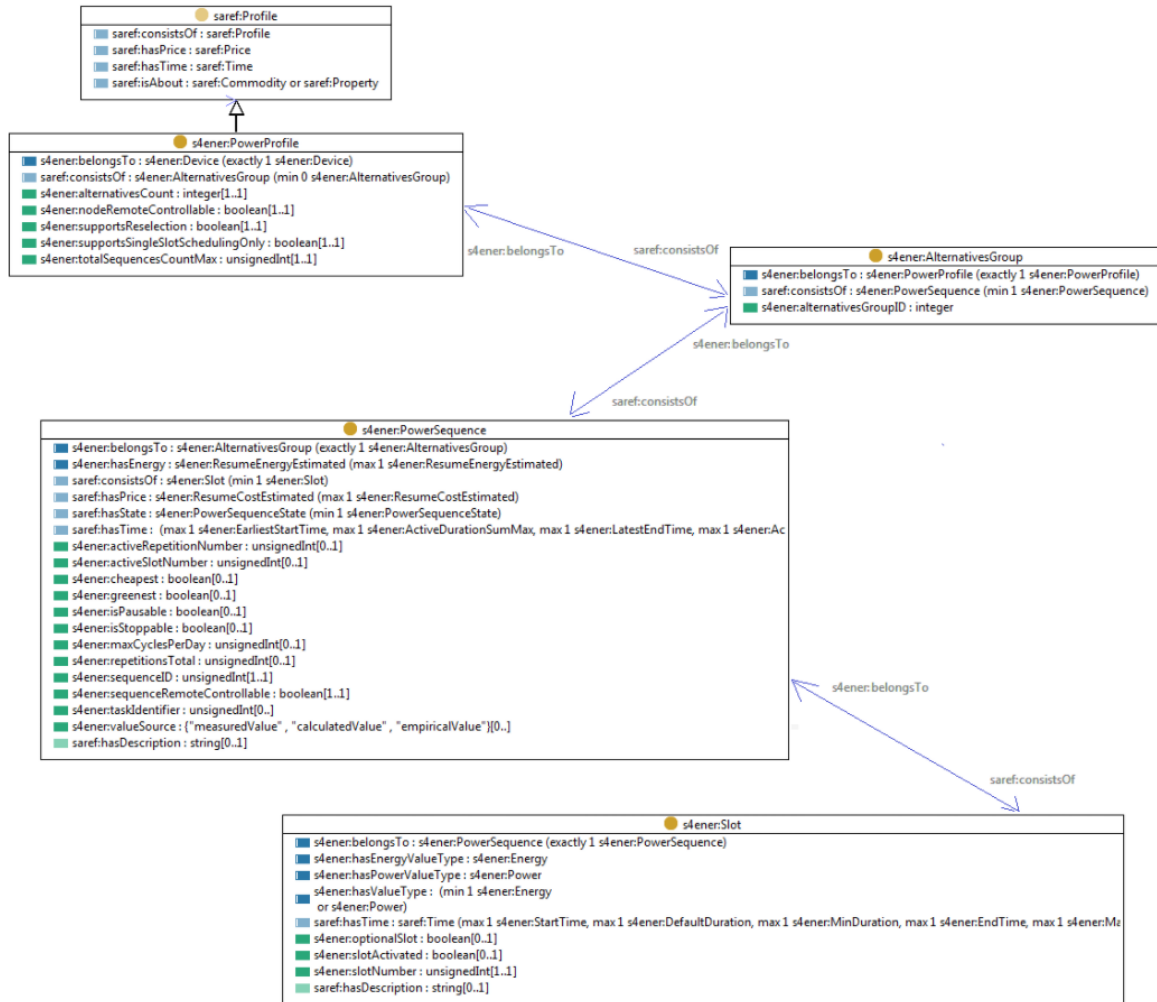 saref:Profile
saref:consistsOf : saref:Profile
saref:hasPrice : saref:Price
saref:hasTime : saref:Time
saref:isAbout : saref:Commodity or saref:Property
s4ener:PowerProfile
s4ener:belongsTo : s4ener:Device (exactly 1 s4ener:Device)
saref:consistsOf : s4ener:AlternativesGroup (min 0 s4ener:AlternativesGroup)
s4ener:alternativesCount : integer[1..1]
s4ener:nodeRemoteControllable : boolean[1..1]
s4ener:supportsReselection : boolean[1..1]
s4ener:supportsSingleSlotSchedulingOnly : boolean[1..1]
s4ener:totalSequencesCountMax : unsignedInt[1..1]
s4ener:belongsTo
saref:consistsOf
s4ener:AlternativesGroup
s4ener:belongsTo : s4ener:PowerProfile (exactly 1 s4ener:PowerProfile)
saref:consistsOf : s4ener:PowerSequence (min 1 s4ener:PowerSequence)
s4ener:alternativesGroupID : integer
s4ener:belongsTo
saref:consistsOf
s4ener:PowerSequence
s4ener:belongsTo : s4ener:AlternativesGroup (exactly 1 s4ener:AlternativesGroup)
s4ener:hasEnergy : s4ener:ResumeEnergyEstimated (max 1 s4ener:ResumeEnergyEstimated)
saref:consistsOf : s4ener:Slot (min 1 s4ener:Slot)
saref:hasPrice : s4ener:ResumeCostEstimated (max 1 s4ener:ResumeCostEstimated)
saref:hasState : s4ener:PowerSequenceState (min 1 s4ener:PowerSequenceState)
saref:hasTime : (max 1 s4ener:EarliestStartTime, max 1 s4ener:ActiveDurationSumMax, max 1 s4ener:LatestEndTime, max 1 s4ener:Ac
s4ener:activeRepetitionNumber : unsignedInt[0..1]
s4ener:activeSlotNumber : unsignedInt[0..1]
s4ener:cheapest : boolean[0..1]
s4ener:greenest : boolean[0..1]
s4ener:isPausable : boolean[0..1]
s4ener:isStoppable : boolean[0..1]
s4ener:maxCyclesPerDay : unsignedInt[0..1]
s4ener:repetitionsTotal : unsignedInt[0..1]
s4ener:sequenceID : unsignedInt[1..1]
s4ener:sequenceRemoteControllable : boolean[1..1]
s4ener:taskIdentifier : unsignedInt[0..]
s4ener:valueSource : {"measuredValue" , "calculatedValue" , "empiricalValue"}[0..]
saref:hasDescription : string[0..1]
s4ener:belongsTo
saref:consistsOf
s4ener:Slot
s4ener:belongsTo : s4ener:PowerSequence (exactly 1 s4ener:PowerSequence)
s4ener:hasEnergyValueType : s4ener:Energy
s4ener:hasPowerValueType : s4ener:Power
s4ener:hasValueType : (min 1 s4ener:Energy
or s4ener:Power)
saref:hasTime : saref:Time (max 1 s4ener:StartTime, max 1 s4ener:DefaultDuration, max 1 s4ener:MinDuration, max 1 s4ener:EndTime, max 1 s4ener:Ma
s4ener:optionalSlot : boolean[0..1]
s4ener:slotActivated : boolean[0..1]
s4ener:slotNumber : unsignedInt[1..1]
saref:hasDescription : string[0..1]